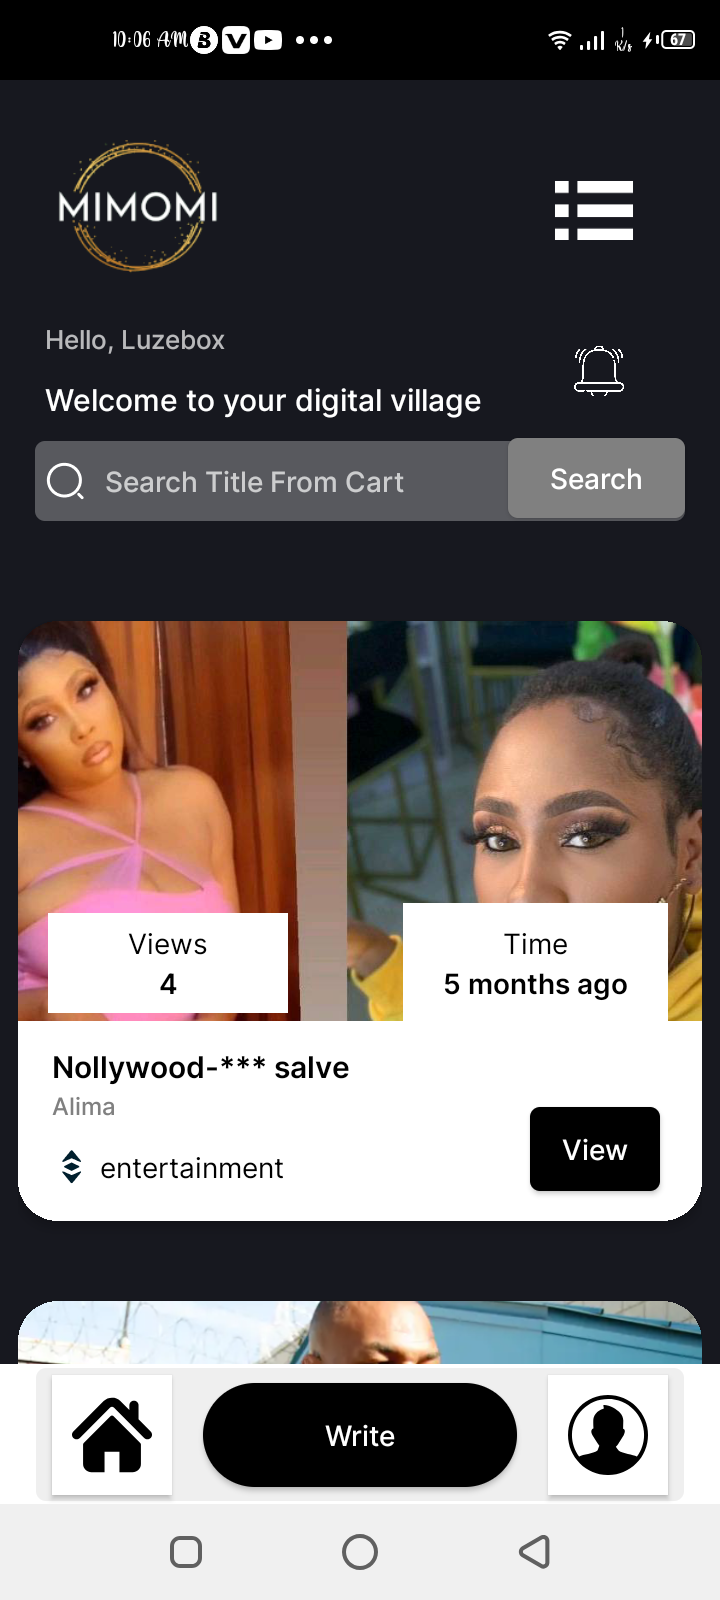 10:06 AM
1 K/s
67
MIMOMI
Hello, Luzebox
Welcome to your digital village
Search Title From Cart
Search
Views
4
Time
5 months ago
Nollywood-*** salve
Alima
entertainment
View
Write